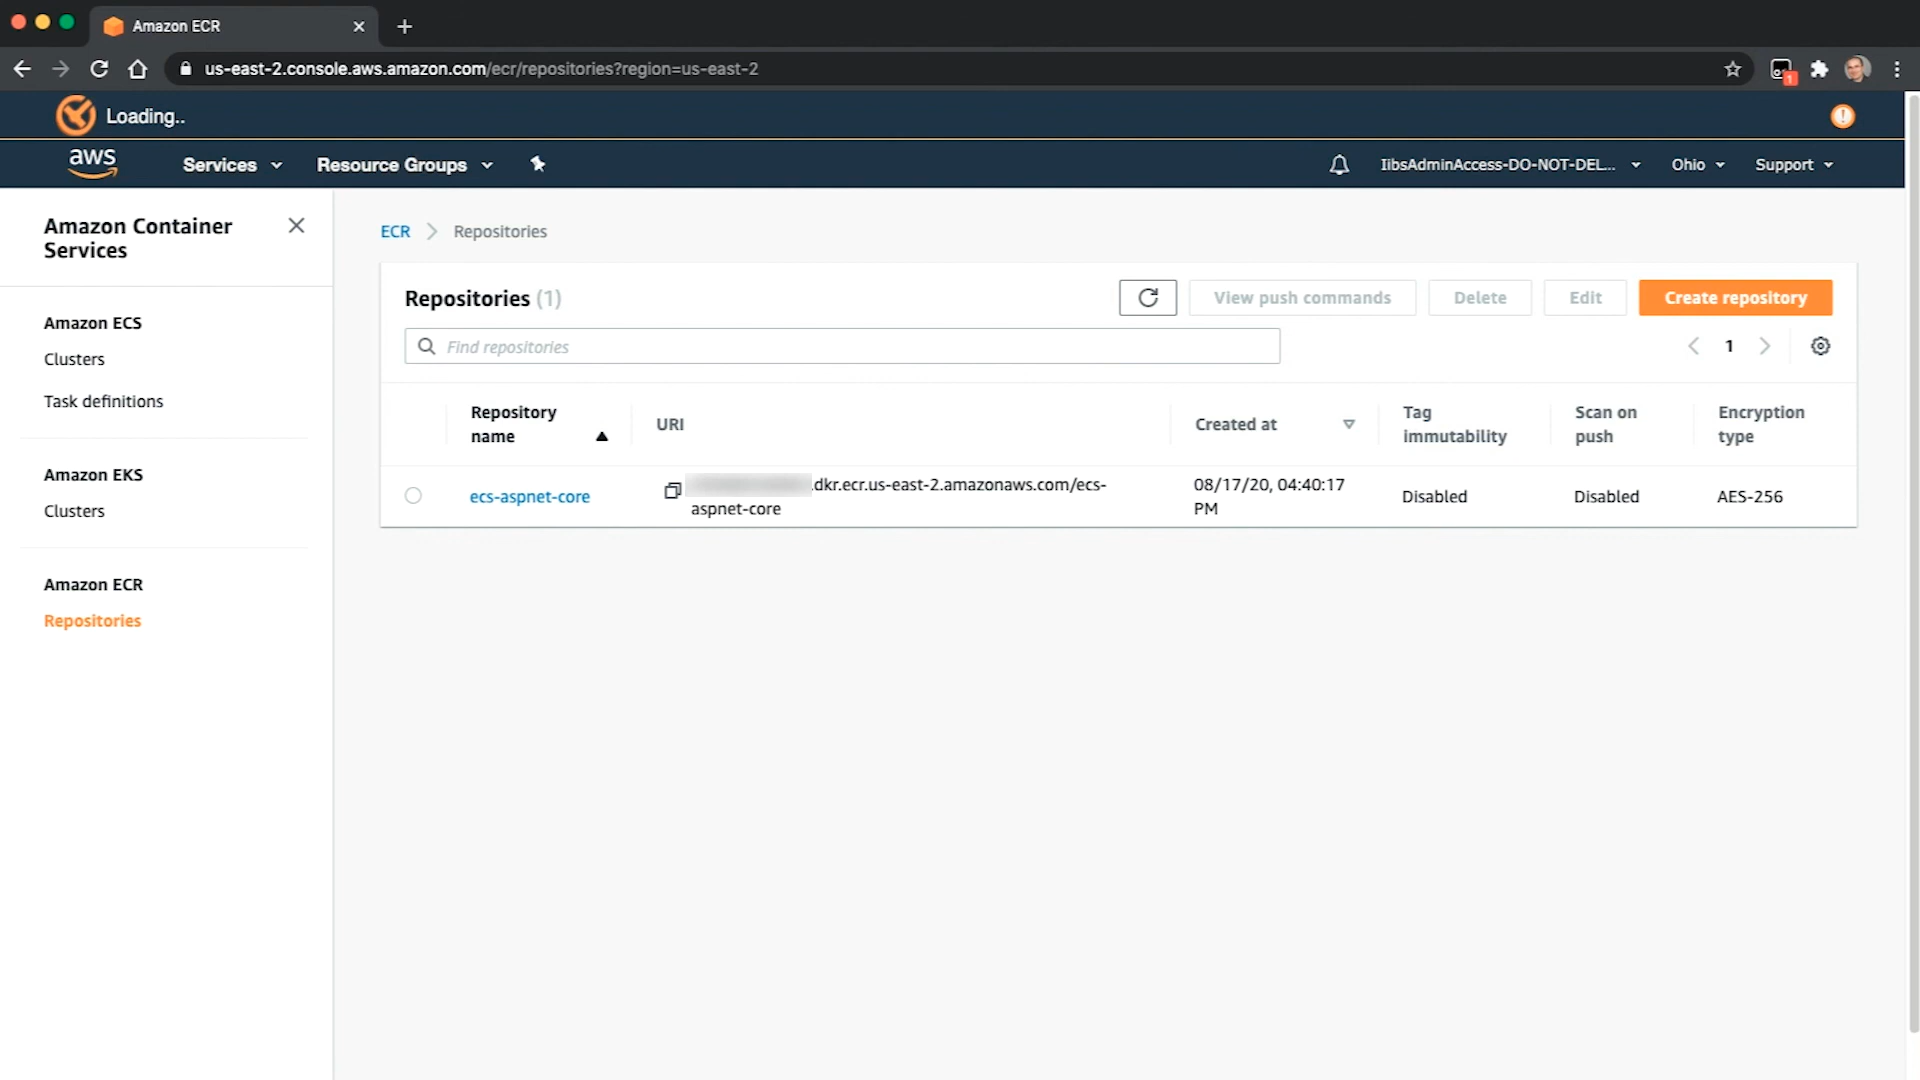 Amazon ECR
us-east-2.console.aws.amazon.com/ecr/repositories?region=us-east-2
1
Loading..
aws
Services
Resource Groups
IibsAdminAccess-DO-NOT-DEL...
Ohio
Support
Amazon Container
Services
Amazon ECS
Clusters
Task definitions
Amazon EKS
Clusters
Amazon ECR
Repositories
ECR
Repositories
Repositories (1)
View push commands
Delete
Edit
Create repository
Find repositories
1
Repository
name
URI
Created at
Tag
immutability
Scan on
push
Encryption
type
ecs-aspnet-core
.dkr.ecr.us-east-2.amazonaws.com/ecs-
aspnet-core
08/17/20, 04:40:17
PM
Disabled
Disabled
AES-256